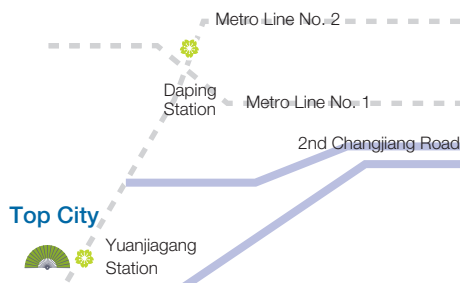 Metro Line No. 2
Daping
Station
Metro Line No. 1
2nd Changjiang Road
Top City
Yuanjiagang
Station